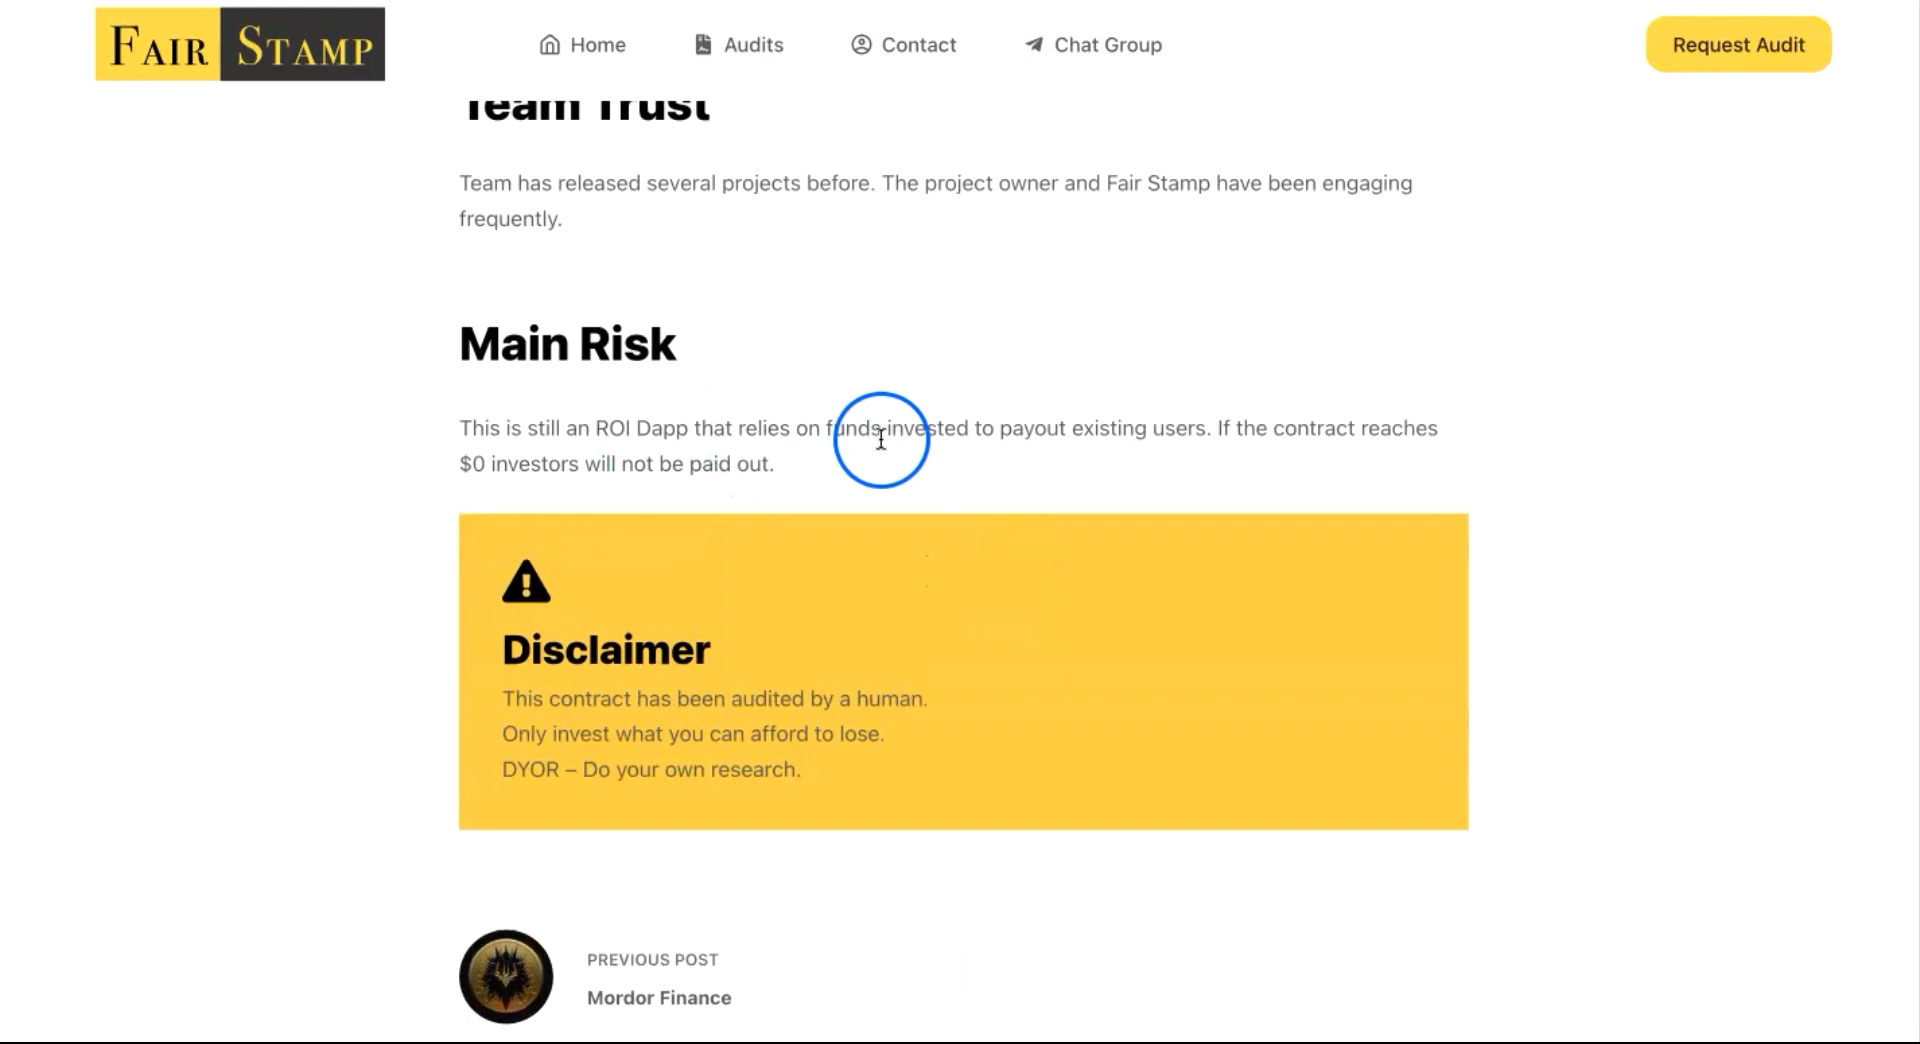 FAIR STAMP
Home
Audits
Contact
Chat Group
Request Audit
Team Trust
Team has released several projects before. The project owner and Fair Stamp have been engaging
frequently.
Main Risk
This is still an ROI Dapp that relies on funds invested to payout existing users. If the contract reaches
$0 investors will not be paid out.
Disclaimer
This contract has been audited by a human.
Only invest what you can afford to lose.
DYOR – Do your own research.
PREVIOUS POST
Mordor Finance